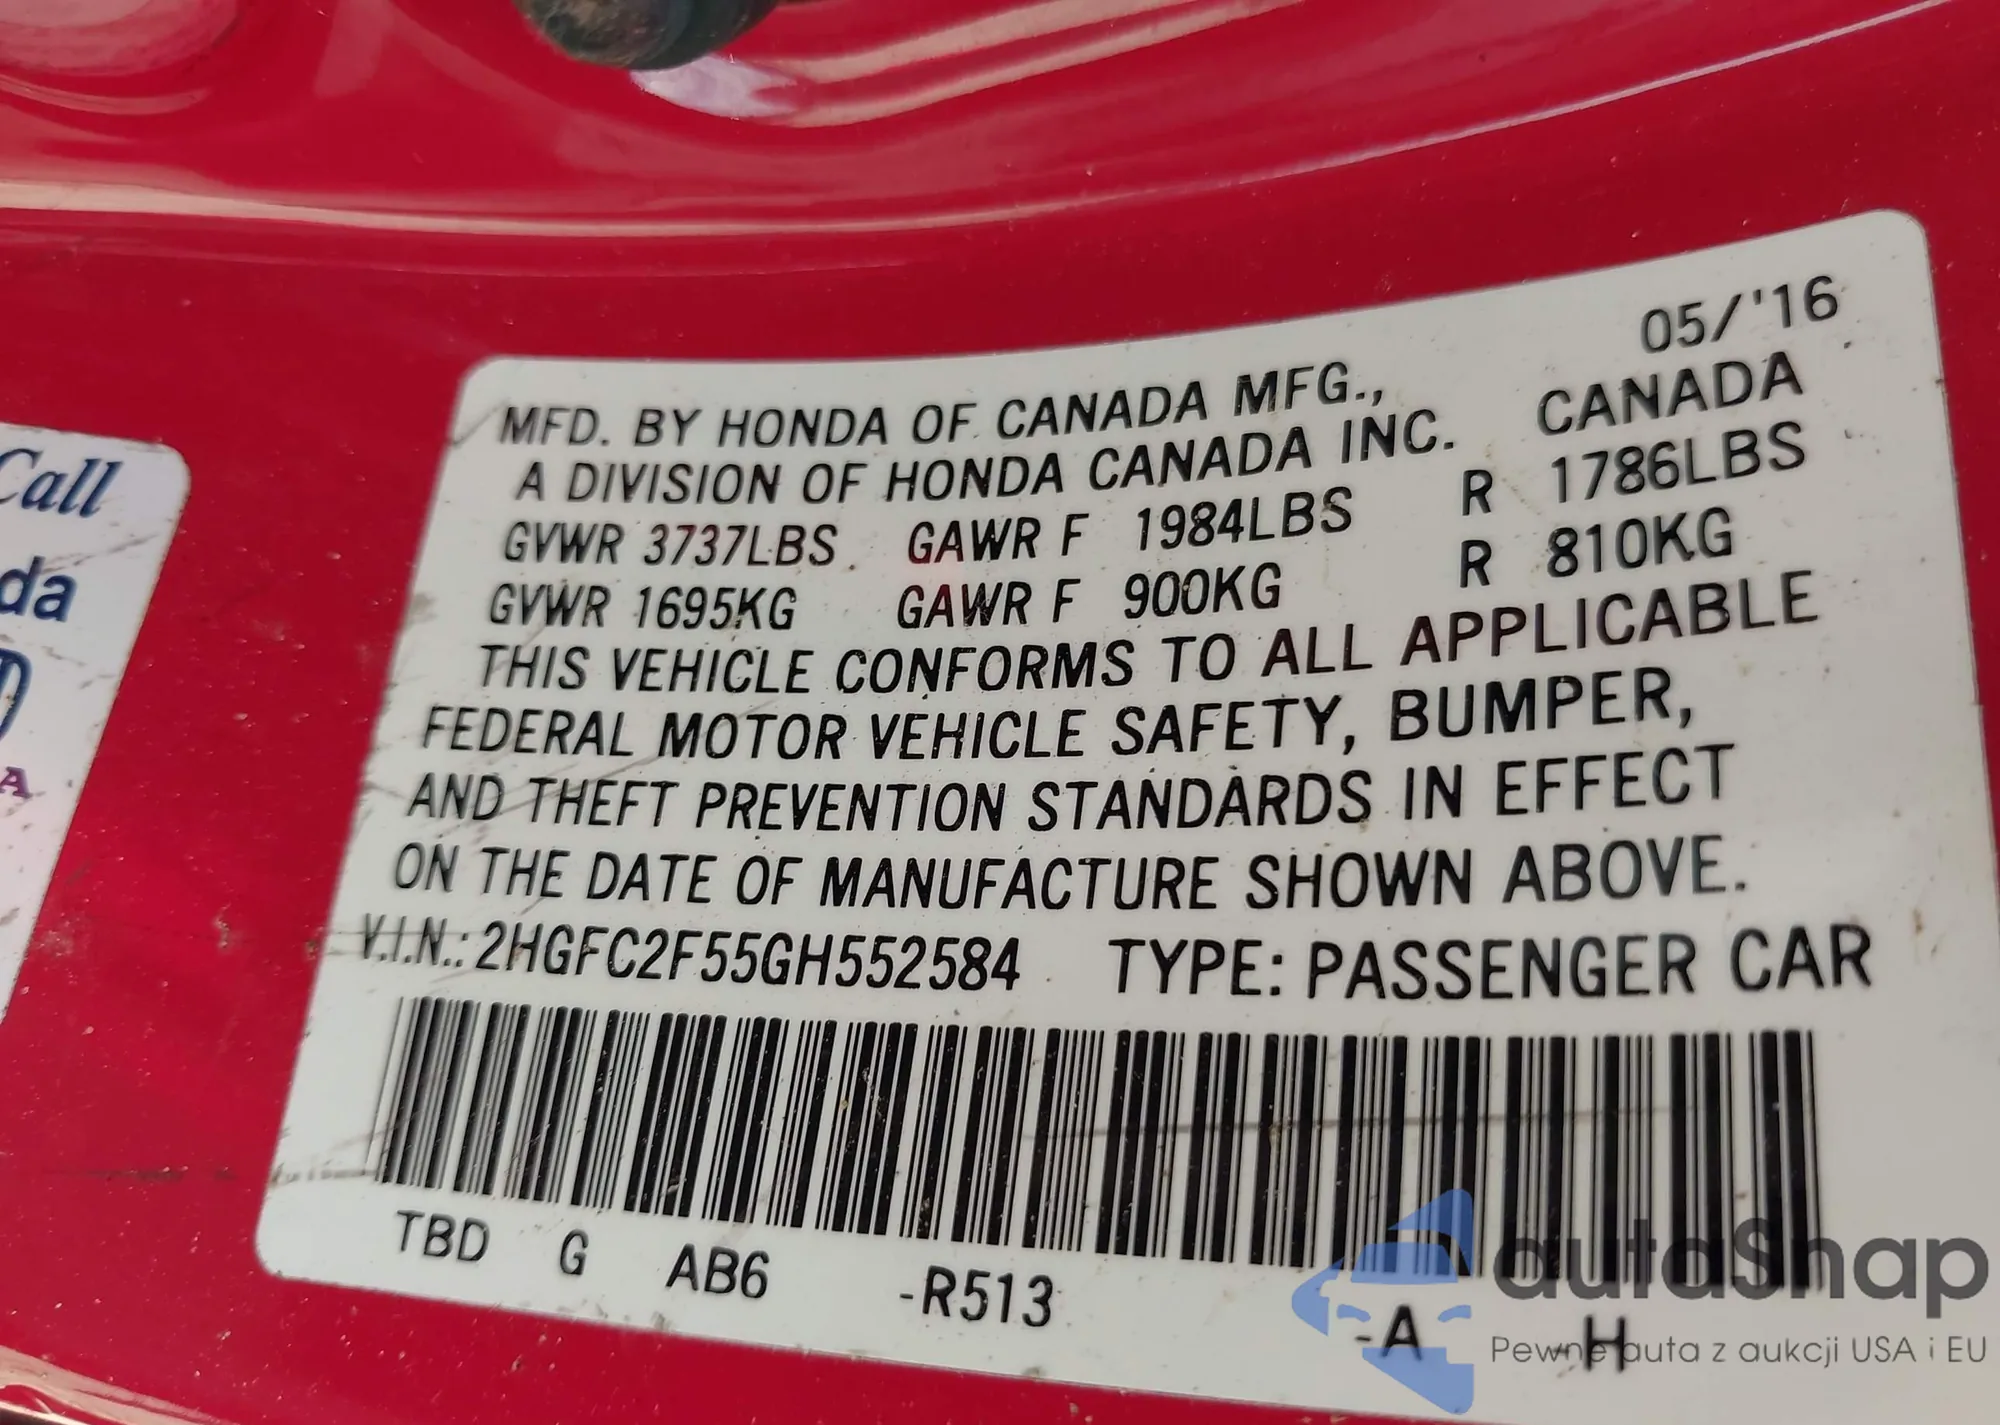 05/'16
MFD. BY HONDA OF CANADA MFG.,
A DIVISION OF HONDA CANADA INC. CANADA
GVWR 3737LBS GAWR F 1984LBS R 1786LBS
GVWR 1695KG GAWR F 900KG R 810KG
THIS VEHICLE CONFORMS TO ALL APPLICABLE
FEDERAL MOTOR VEHICLE SAFETY, BUMPER,
AND THEFT PREVENTION STANDARDS IN EFFECT
ON THE DATE OF MANUFACTURE SHOWN ABOVE.
V.I.N.: 2HGFC2F55GH552584 TYPE: PASSENGER CAR
TBD G AB6 -R513 -A H
Call
da
A
autaSnap
Pewne auta z aukcji USA i EU